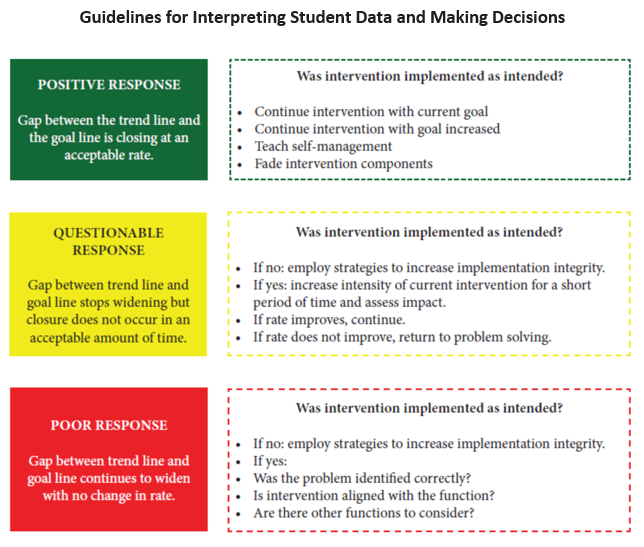 Guidelines for Interpreting Student Data and Making Decisions
POSITIVE RESPONSE
Gap between the trend line and
the goal line is closing at an
acceptable rate.
Was intervention implemented as intended?
• Continue intervention with current goal
• Continue intervention with goal increased
• Teach self-management
• Fade intervention components
QUESTIONABLE
RESPONSE
Gap between trend line and
goal line stops widening but
closure does not occur in an
acceptable amount of time.
Was intervention implemented as intended?
• If no: employ strategies to increase implementation integrity.
• If yes: increase intensity of current intervention for a short
period of time and assess impact.
• If rate improves, continue.
• If rate does not improve, return to problem solving.
POOR RESPONSE
Gap between trend line and
goal line continues to widen
with no change in rate.
Was intervention implemented as intended?
• If no: employ strategies to increase implementation integrity.
• If yes:
• Was the problem identified correctly?
• Is intervention aligned with the function?
• Are there other functions to consider?